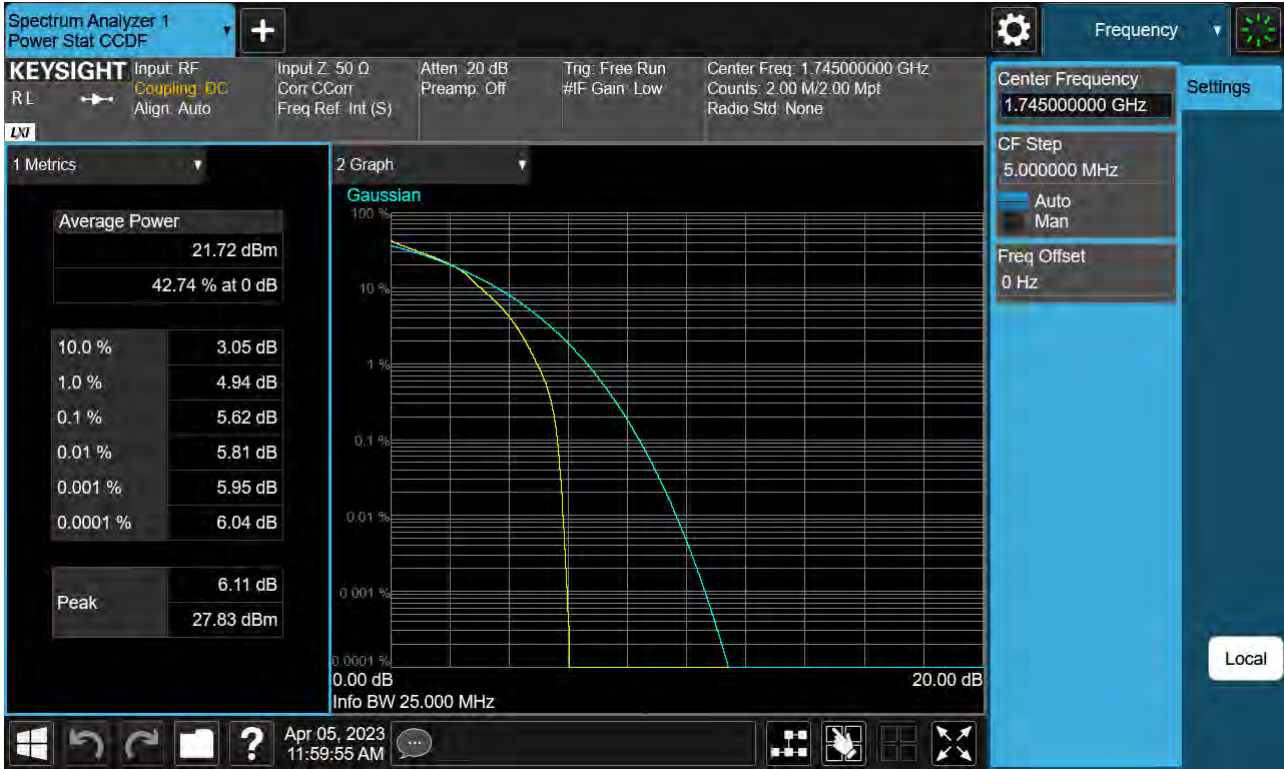 Spectrum Analyzer 1
Power Stat CCDF
Frequency
KEYSIGHT
R L
LXI
Input: RF
Coupling: DC
Align: Auto
Input Z: 50 Ω
Corr CCorr
Freq Ref: Int (S)
Atten: 20 dB
Preamp: Off
Trig: Free Run
#IF Gain: Low
Center Freq: 1.745000000 GHz
Counts: 2.00 M/2.00 Mpt
Radio Std: None
Center Frequency
1.745000000 GHz
Settings
CF Step
5.000000 MHz
Auto
Man
Freq Offset
0 Hz
1 Metrics
Average Power
21.72 dBm
42.74 % at 0 dB
10.0 % 3.05 dB
1.0 % 4.94 dB
0.1 % 5.62 dB
0.01 % 5.81 dB
0.001 % 5.95 dB
0.0001 % 6.04 dB
Peak
6.11 dB
27.83 dBm
2 Graph
Gaussian
100 %
10 %
1 %
0.1 %
0.01 %
0.001 %
0.0001 %
0.00 dB 20.00 dB
Info BW 25.000 MHz
Local
?
Apr 05, 2023
11:59:55 AM